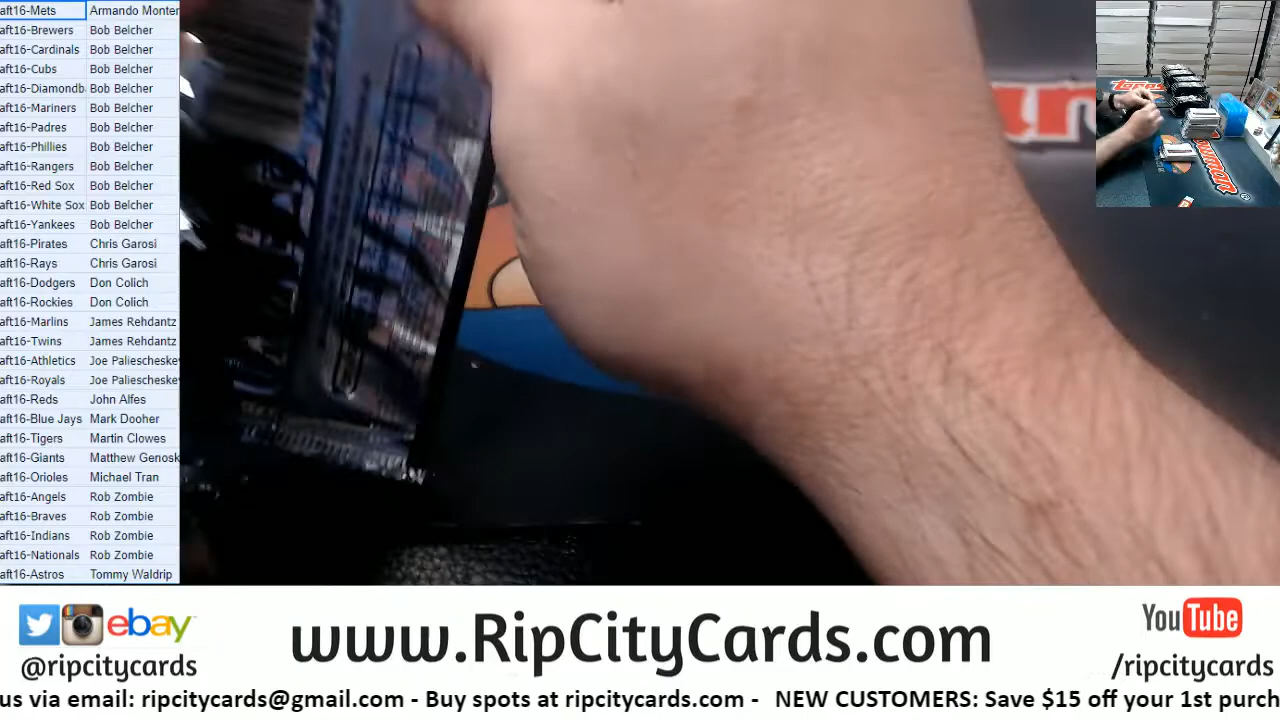 aft16-Mets Armando Monter
aft16-Brewers Bob Belcher
aft16-Cardinals Bob Belcher
aft16-Cubs Bob Belcher
aft16-Diamondb Bob Belcher
aft16-Mariners Bob Belcher
aft16-Padres Bob Belcher
aft16-Phillies Bob Belcher
aft16-Rangers Bob Belcher
aft16-Red Sox Bob Belcher
aft16-White Sox Bob Belcher
aft16-Yankees Bob Belcher
aft16-Pirates Chris Garosi
aft16-Rays Chris Garosi
aft16-Dodgers Don Colich
aft16-Rockies Don Colich
aft16-Marlins James Rehdantz
aft16-Twins James Rehdantz
aft16-Athletics Joe Paliescheskey
aft16-Royals Joe Paliescheskey
aft16-Reds John Alfes
aft16-Blue Jays Mark Dooher
aft16-Tigers Martin Clowes
aft16-Giants Matthew Genosk
aft16-Orioles Michael Tran
aft16-Angels Rob Zombie
aft16-Braves Rob Zombie
aft16-Indians Rob Zombie
aft16-Nationals Rob Zombie
aft16-Astros Tommy Waldrip
Topps
owman
ebay
@ripcitycards
www.RipCityCards.com
YouTube
/ripcitycards
us via email: ripcitycards@gmail.com - Buy spots at ripcitycards.com - NEW CUSTOMERS: Save $15 off your 1st purch